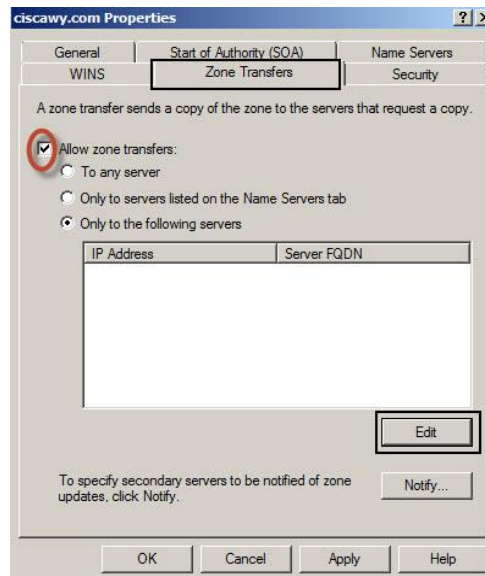 ciscawy.com Properties
General
Start of Authority (SOA)
Name Servers
WINS
Zone Transfers
Security
A zone transfer sends a copy of the zone to the servers that request a copy.
Allow zone transfers:
To any server
Only to servers listed on the Name Servers tab
Only to the following servers
IP Address
Server FQDN
Edit
To specify secondary servers to be notified of zone
updates, click Notify.
Notify...
OK
Cancel
Apply
Help